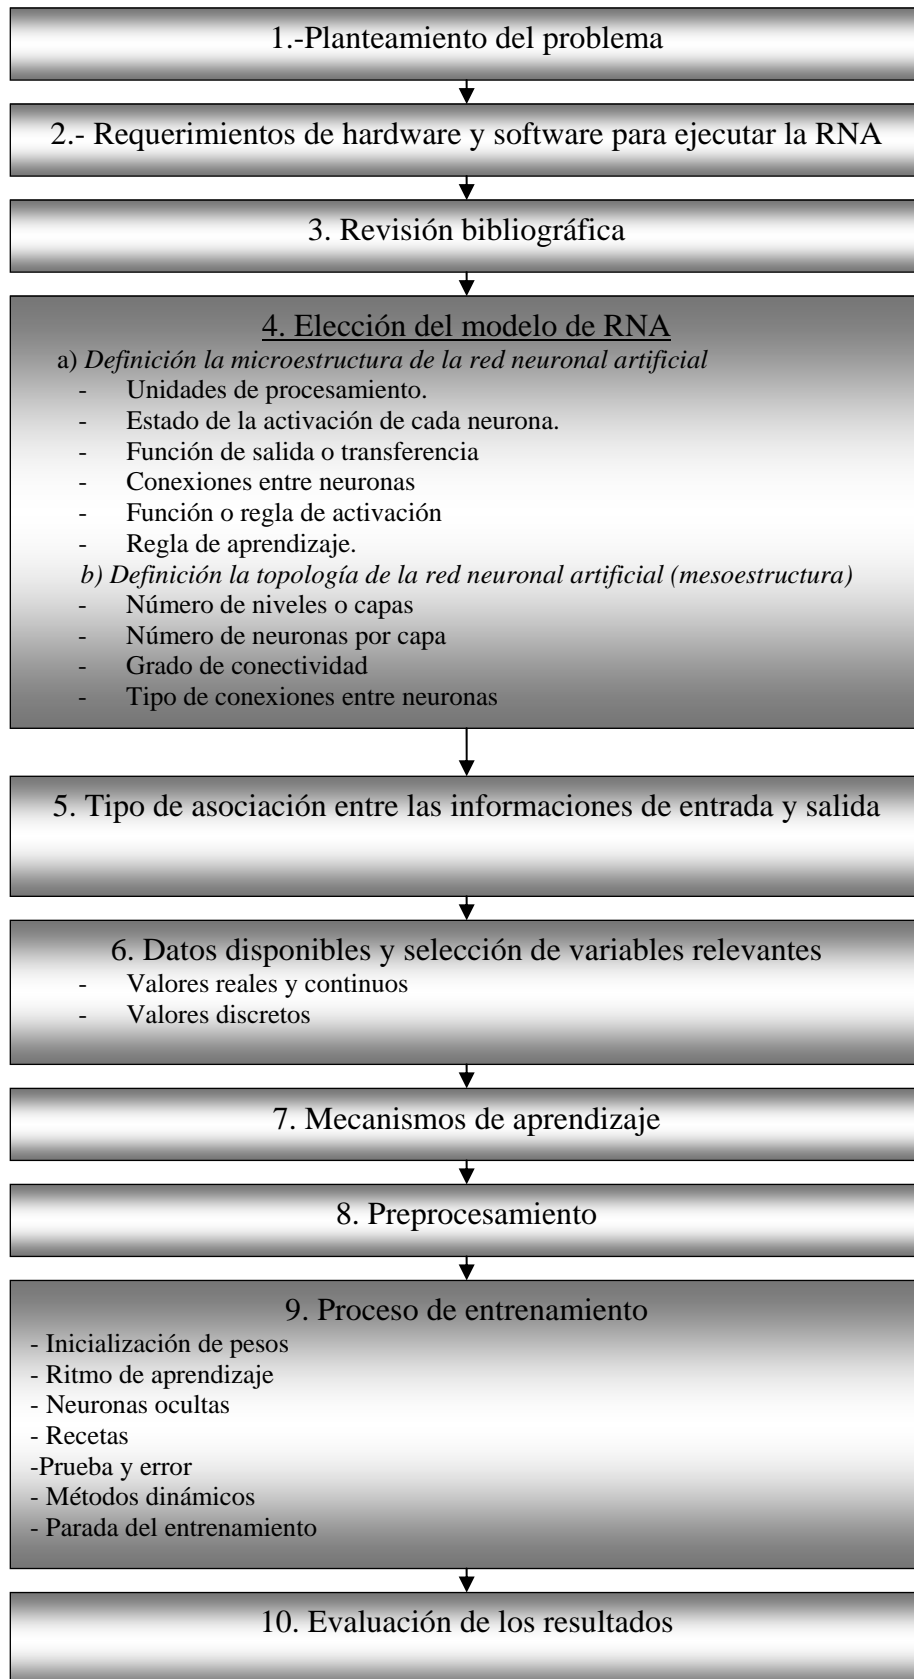 1.-Planteamiento del problema
2.- Requerimientos de hardware y software para ejecutar la RNA
3. Revisión bibliográfica
4. Elección del modelo de RNA
a) Definición la microestructura de la red neuronal artificial
- Unidades de procesamiento.
- Estado de la activación de cada neurona.
- Función de salida o transferencia
- Conexiones entre neuronas
- Función o regla de activación
- Regla de aprendizaje.
b) Definición la topología de la red neuronal artificial (mesoestructura)
- Número de niveles o capas
- Número de neuronas por capa
- Grado de conectividad
- Tipo de conexiones entre neuronas
5. Tipo de asociación entre las informaciones de entrada y salida
6. Datos disponibles y selección de variables relevantes
- Valores reales y continuos
- Valores discretos
7. Mecanismos de aprendizaje
8. Preprocesamiento
9. Proceso de entrenamiento
- Inicialización de pesos
- Ritmo de aprendizaje
- Neuronas ocultas
- Recetas
-Prueba y error
- Métodos dinámicos
- Parada del entrenamiento
10. Evaluación de los resultados